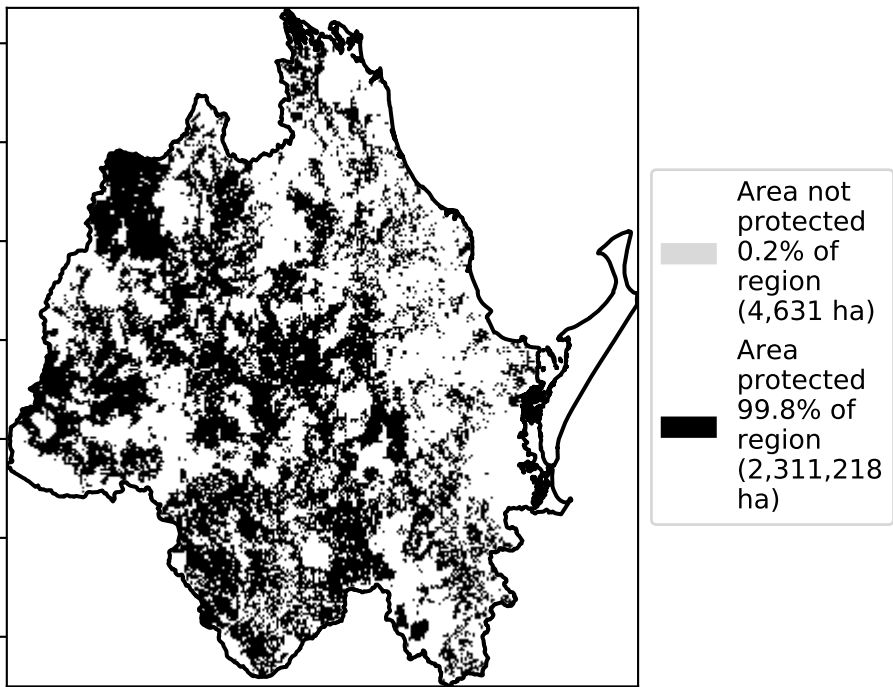 Area not
protected
0.2% of
region
(4,631 ha)
Area
protected
99.8% of
region
(2,311,218
ha)